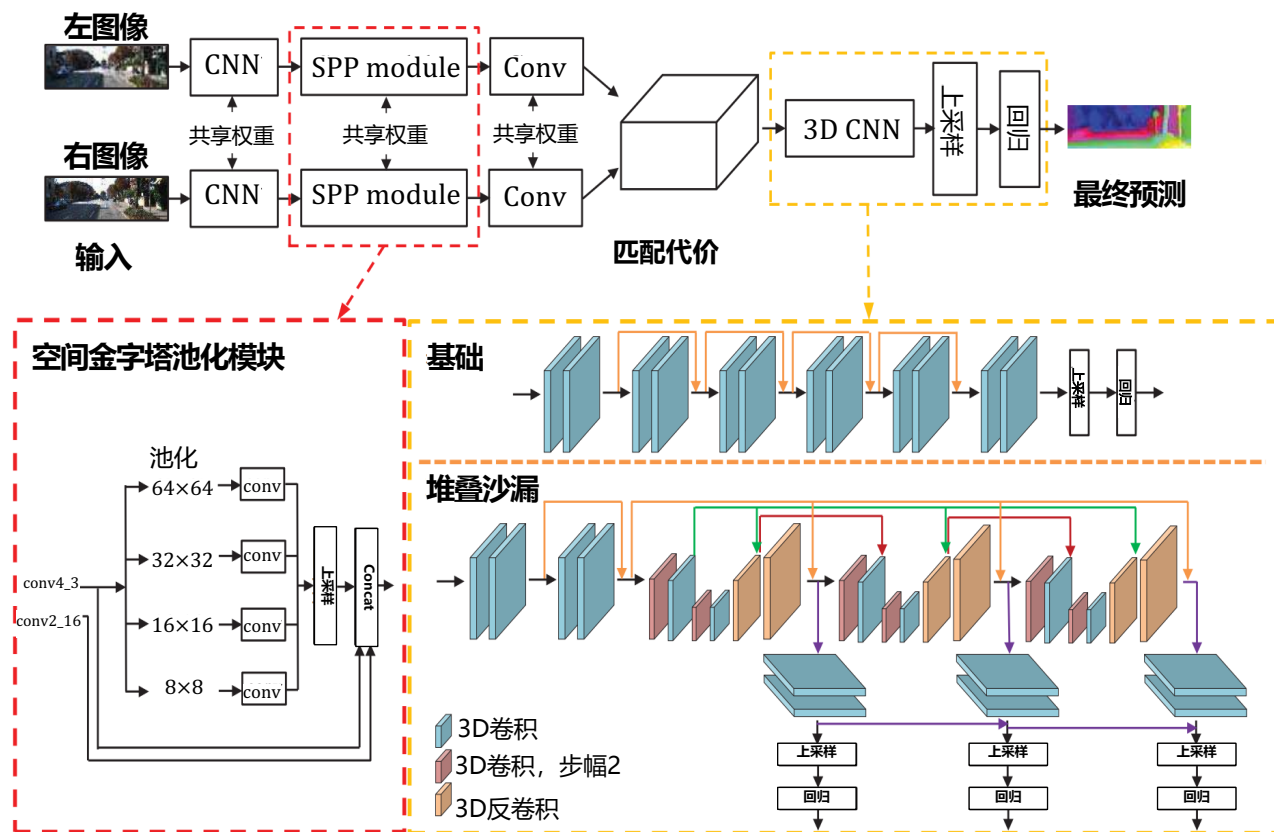 左图像
CNN
SPP module
Conv
共享权重
共享权重
共享权重
3D CNN
上采样
回归
右图像
CNN
SPP module
Conv
最终预测
输入
匹配代价
空间金字塔池化模块
池化
64×64
conv
32×32
conv
conv4_3
conv2_16
16×16
conv
8×8
conv
上采样
Concat
基础
上采样
回归
堆叠沙漏
3D卷积
3D卷积，步幅2
3D反卷积
上采样
上采样
上采样
回归
回归
回归